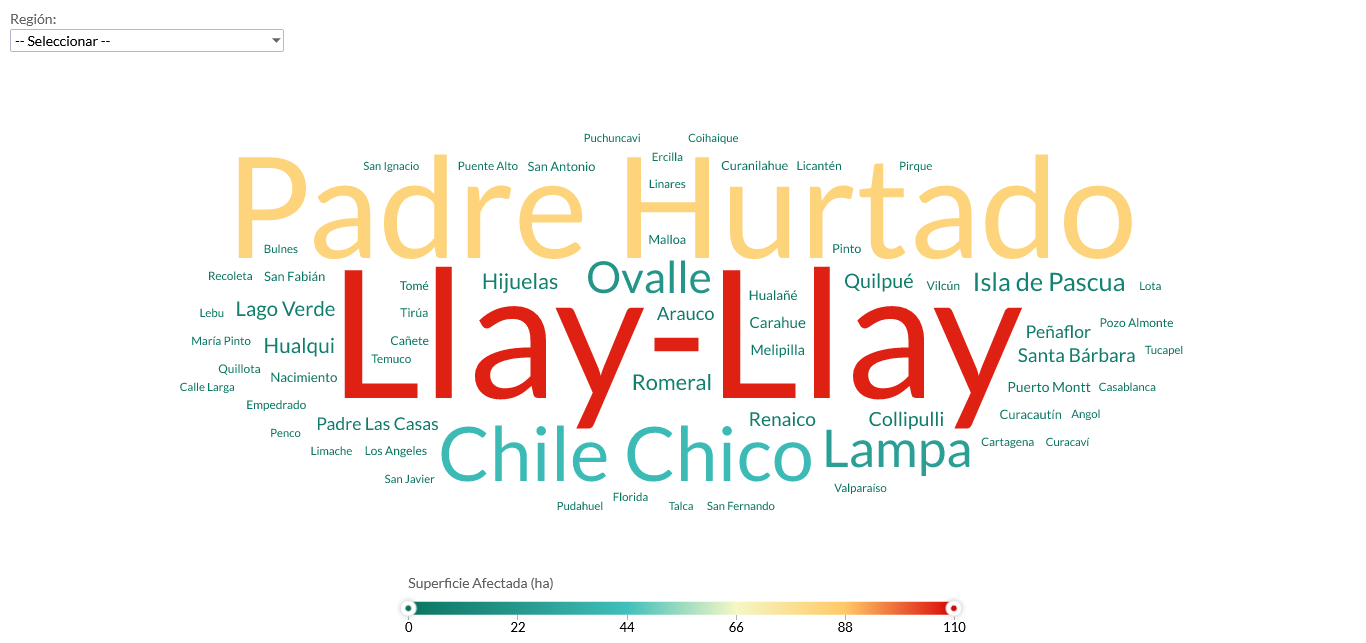 Región:
-- Seleccionar --
Puchuncavi Coihaique
Ercilla
San Ignacio Puente Alto San Antonio Curanilahue Licantén Pirque
Linares
Padre Hurtado
Malloa
Bulnes Pinto
Recoleta San Fabián Tomé Hijuelas Ovalle Quilpué Vilcún Isla de Pascua Lota
Hualañé
Lebu Lago Verde Tirúa Arauco Carahue Pozo Almonte
Peñaflor
María Pinto Hualqui Cañete Llay-Llay Melipilla Tucapel
Temuco Santa Bárbara
Quillota Nacimiento Romeral
Calle Larga Puerto Montt Casablanca
Empedrado Curacautín Angol
Padre Las Casas Renaico Collipulli
Penco Cartagena Curacaví
Limache Los Angeles Chile Chico Lampa
San Javier Valparaíso
Florida
Pudahuel Talca San Fernando
Superficie Afectada (ha)
0 22 44 66 88 110